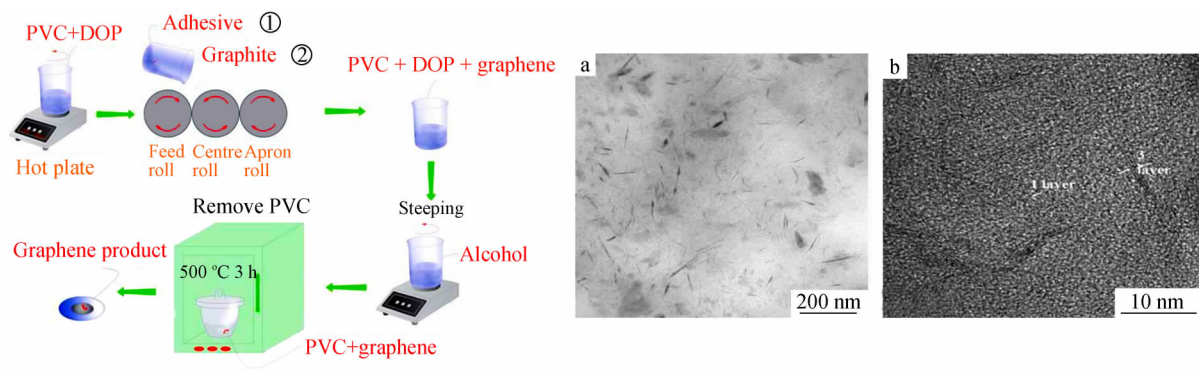 PVC+DOP
Adhesive ①
Graphite ②
Hot plate
Feed roll
Centre roll
Apron roll
PVC + DOP + graphene
Steeping
Alcohol
Remove PVC
500 °C 3 h
PVC+graphene
Graphene product
a
200 nm
b
1 layer
3 layer
10 nm